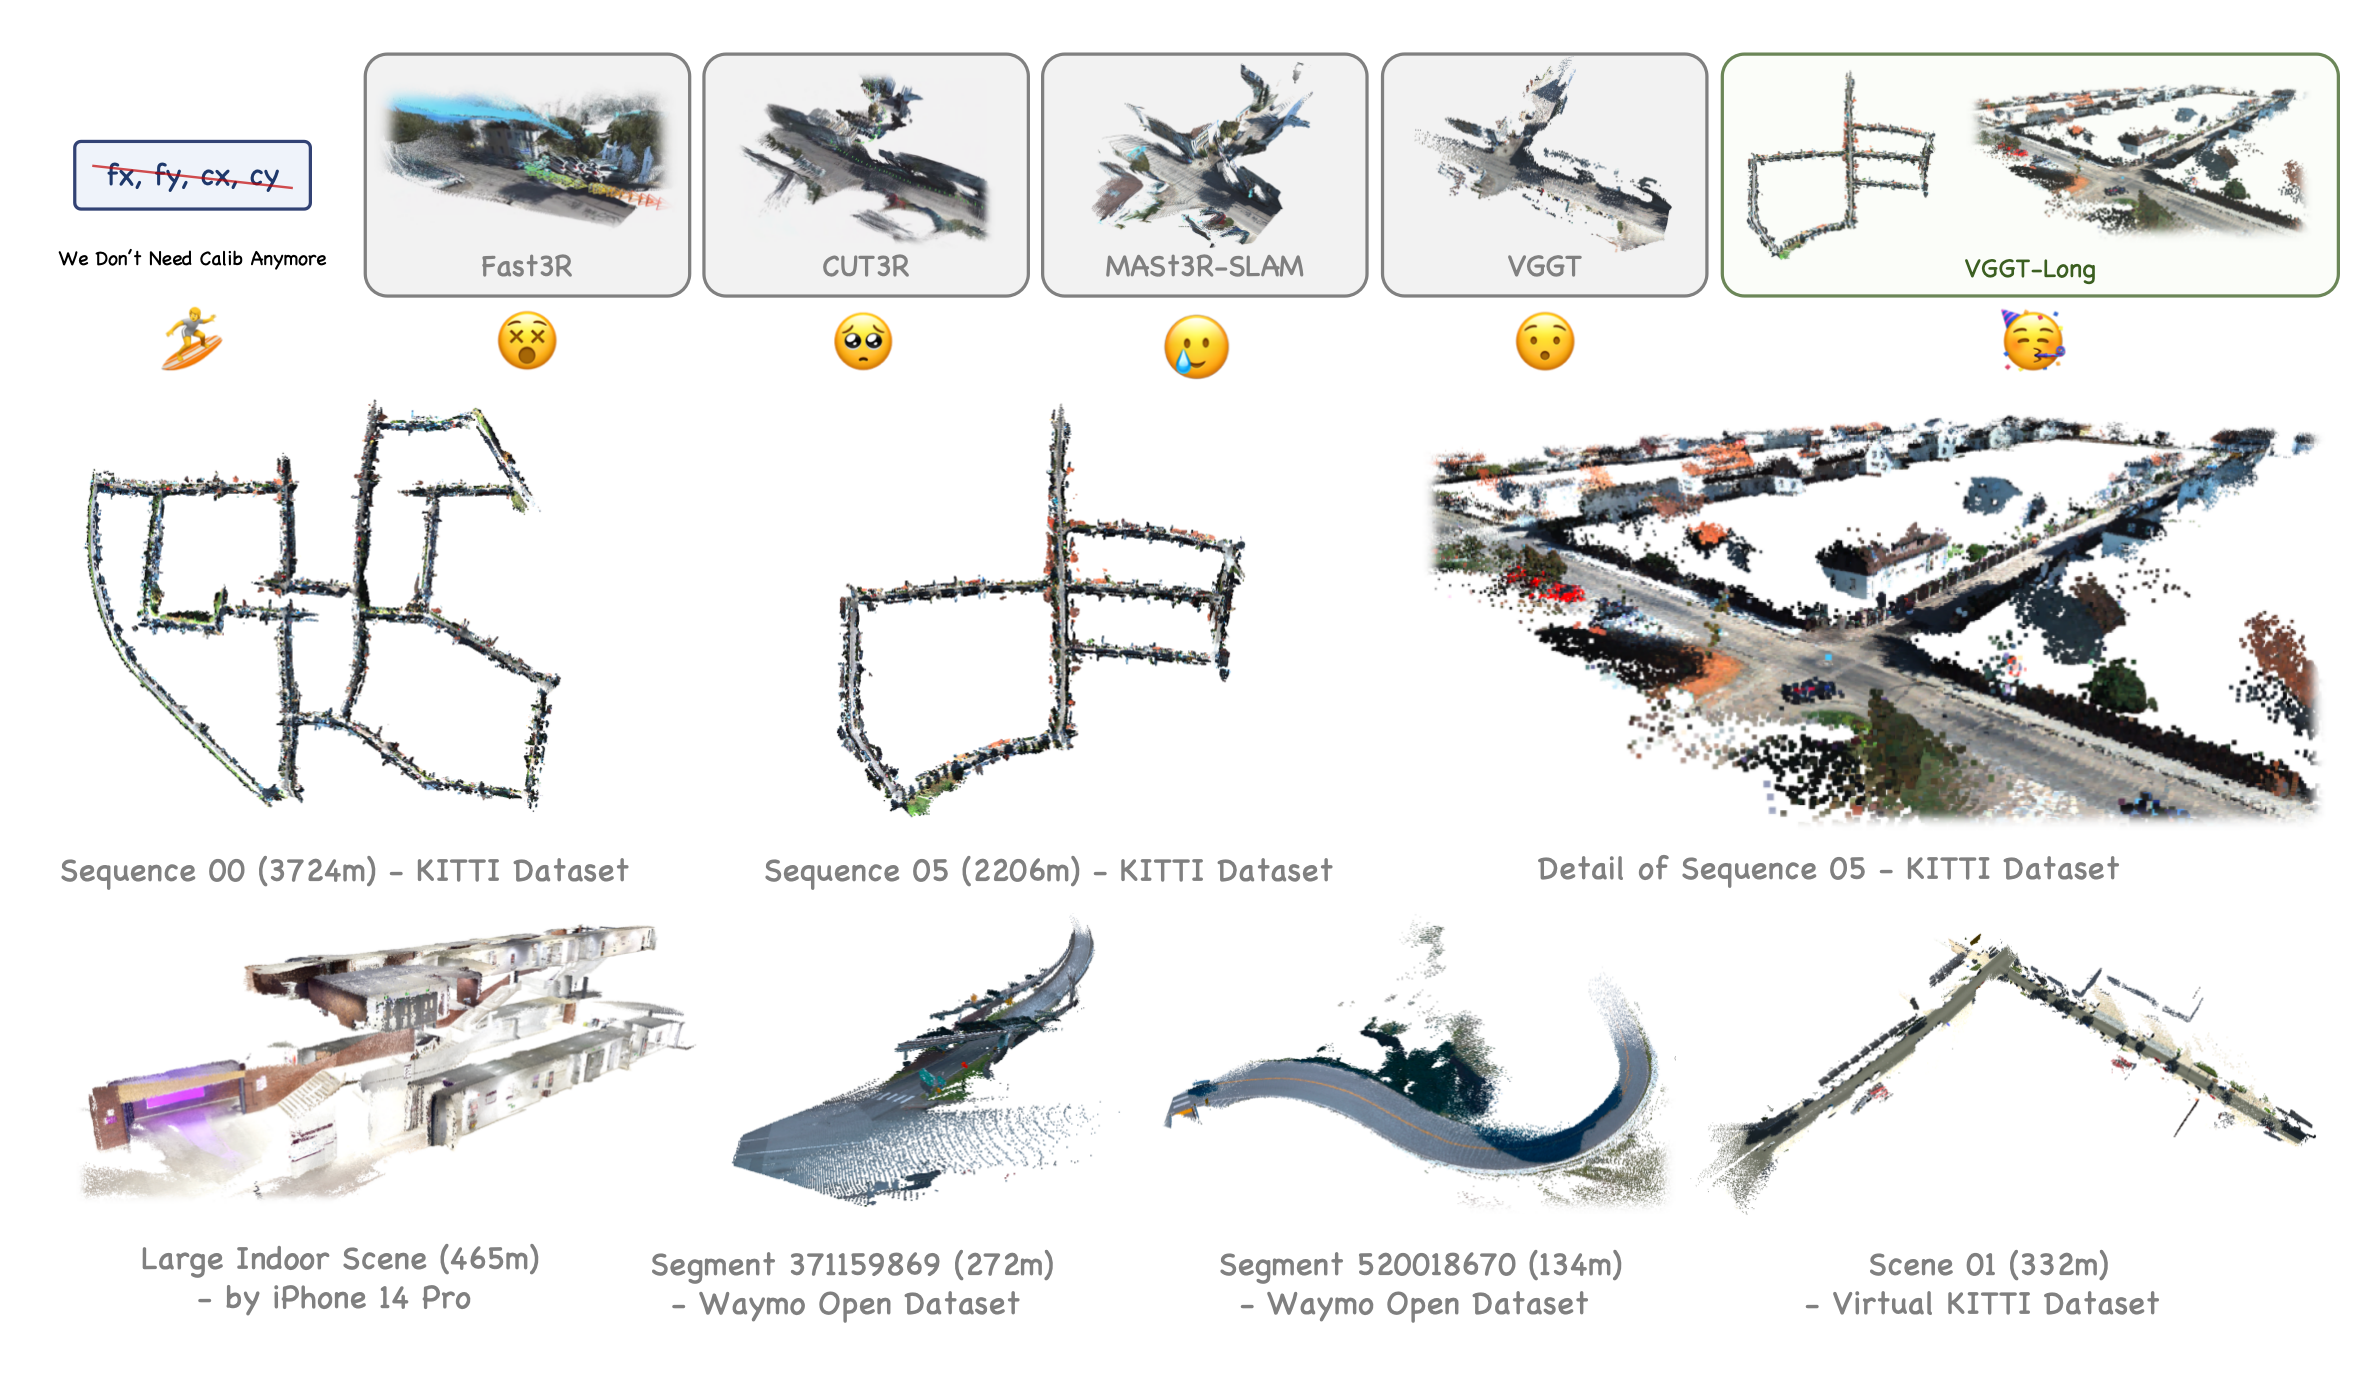 fx, fy, cx, cy
We Don't Need Calib Anymore
Fast3R
CUT3R
MASt3R-SLAM
VGGT
VGGT-Long
Sequence 00 (3724m) - KITTI Dataset
Sequence 05 (2206m) - KITTI Dataset
Detail of Sequence 05 - KITTI Dataset
Large Indoor Scene (465m)
- by iPhone 14 Pro
Segment 371159869 (272m)
- Waymo Open Dataset
Segment 520018670 (134m)
- Waymo Open Dataset
Scene 01 (332m)
- Virtual KITTI Dataset